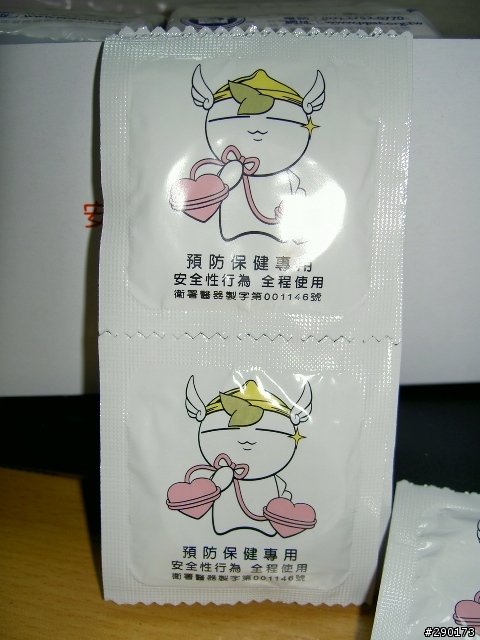 預防保健專用
安全性行為 全程使用
衛署醫器製字第001146號
預防保健專用
安全性行為 全程使用
衛署醫器製字第001146號
#290173